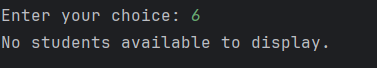 Enter your choice: 6
No students available to display.